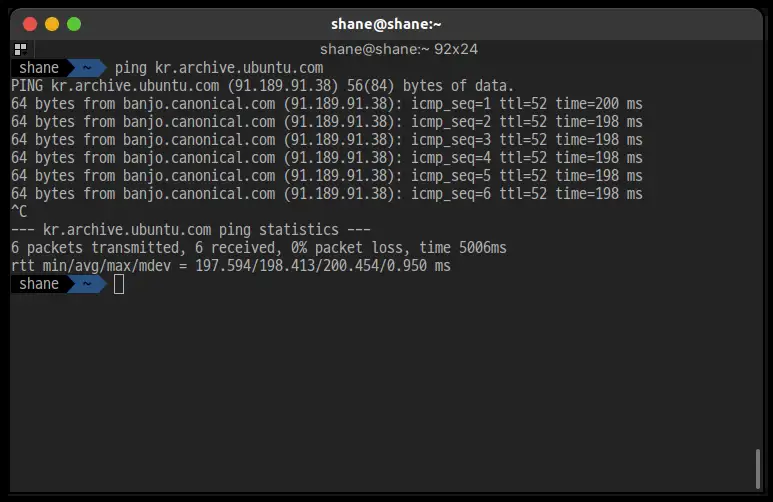 shane@shane:~
shane@shane:~ 92x24
shane ~ ping kr.archive.ubuntu.com
PING kr.archive.ubuntu.com (91.189.91.38) 56(84) bytes of data.
64 bytes from banjo.canonical.com (91.189.91.38): icmp_seq=1 ttl=52 time=200 ms
64 bytes from banjo.canonical.com (91.189.91.38): icmp_seq=2 ttl=52 time=198 ms
64 bytes from banjo.canonical.com (91.189.91.38): icmp_seq=3 ttl=52 time=198 ms
64 bytes from banjo.canonical.com (91.189.91.38): icmp_seq=4 ttl=52 time=198 ms
64 bytes from banjo.canonical.com (91.189.91.38): icmp_seq=5 ttl=52 time=198 ms
64 bytes from banjo.canonical.com (91.189.91.38): icmp_seq=6 ttl=52 time=198 ms
^C
--- kr.archive.ubuntu.com ping statistics ---
6 packets transmitted, 6 received, 0% packet loss, time 5006ms
rtt min/avg/max/mdev = 197.594/198.413/200.454/0.950 ms
shane ~